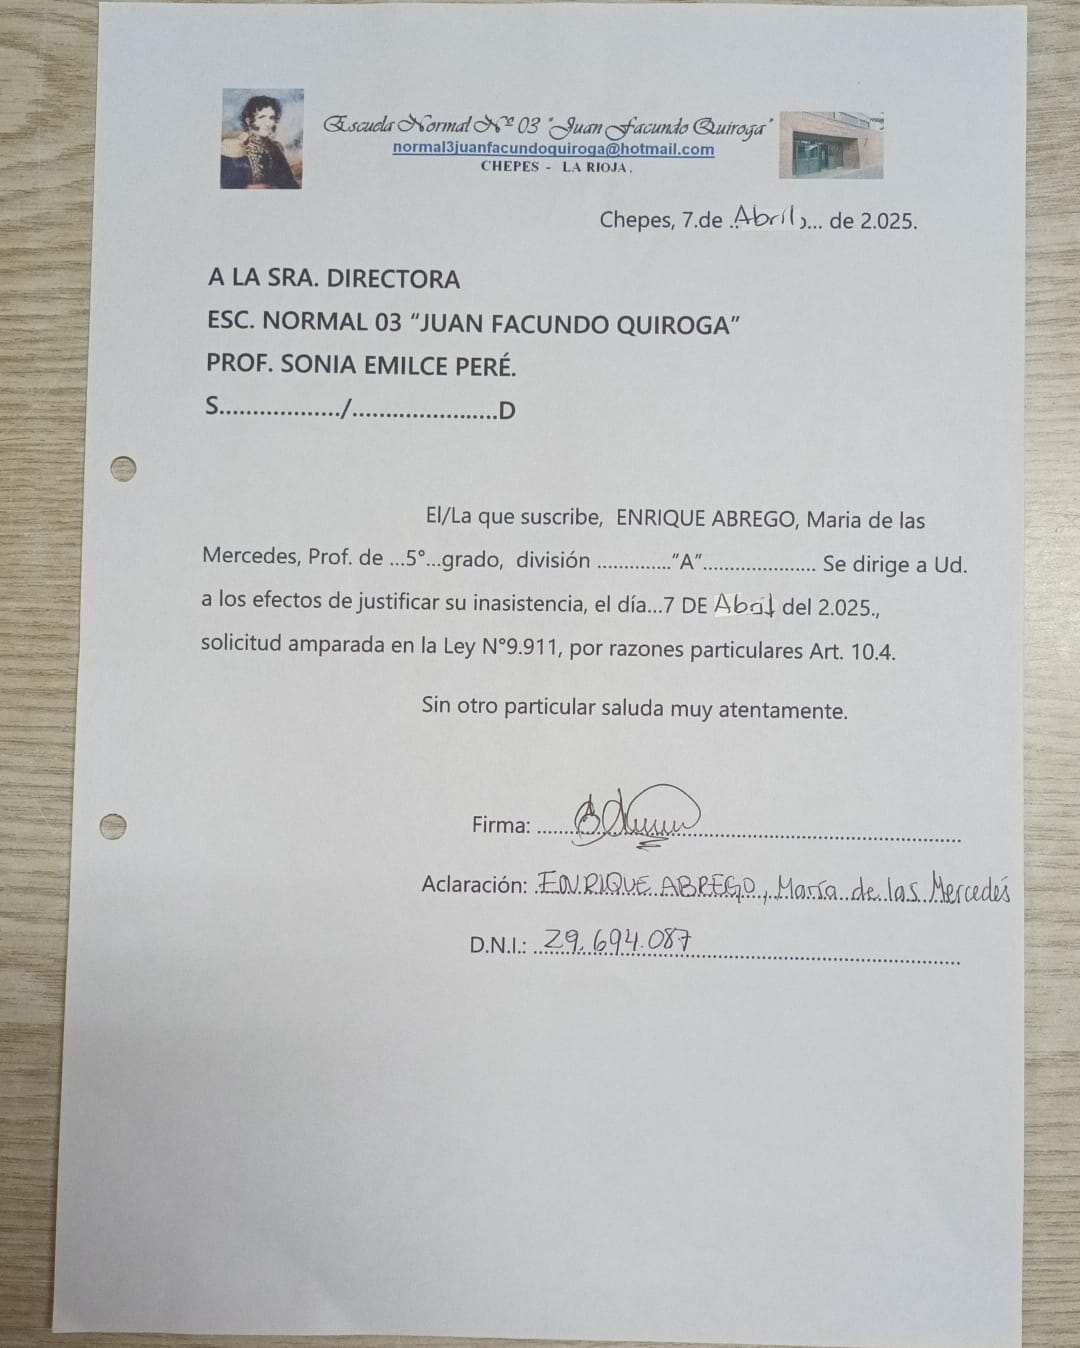 Escuela Normal Nº 03 "Juan Facundo Quiroga"
normal3juanfacundoquiroga@hotmail.com
CHEPES - LA RIOJA.
Chepes, 7.de ..Abril,... de 2.025.
A LA SRA. DIRECTORA
ESC. NORMAL 03 “JUAN FACUNDO QUIROGA”
PROF. SONIA EMILCE PERÉ.
S................../......................D
El/La que suscribe, ENRIQUE ABREGO, Maria de las
Mercedes, Prof. de ...5°...grado, división ..............“A”..................... Se dirige a Ud.
a los efectos de justificar su inasistencia, el día...7 DE Abril del 2.025.,
solicitud amparada en la Ley N°9.911, por razones particulares Art. 10.4.
Sin otro particular saluda muy atentamente.
Firma: ................................................................
Aclaración: ENRIQUE ABREGO, María de las Mercedes
D.N.I.: 29.694.087